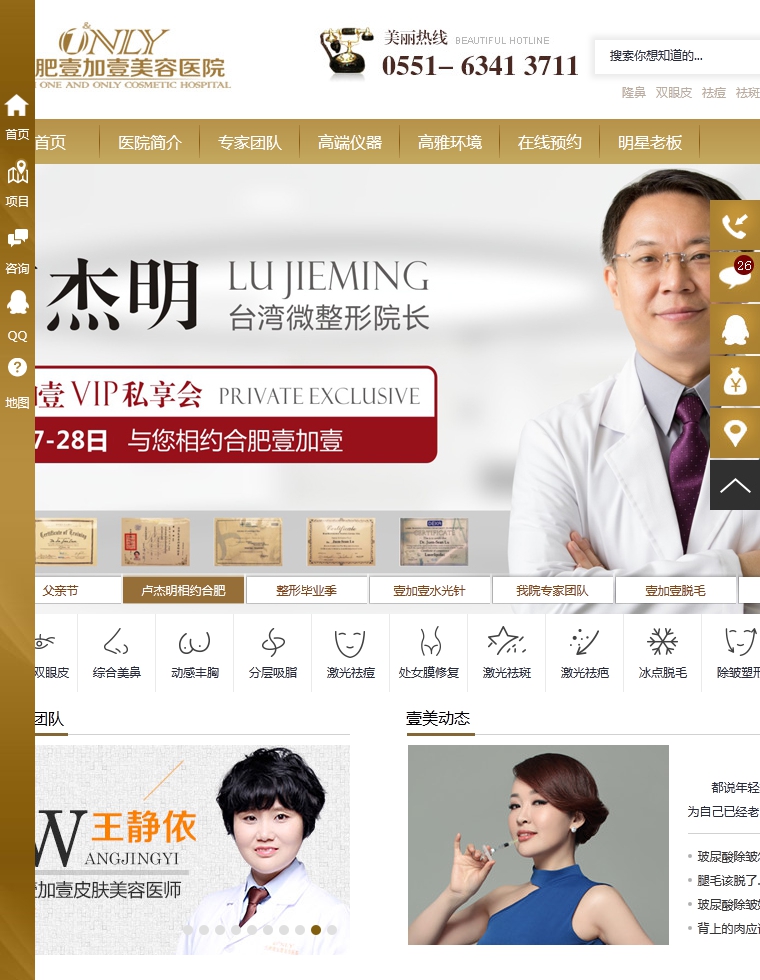 & ONLY
肥壹加壹美容医院
ONE AND ONLY COSMETIC HOSPITAL
美丽热线 BEAUTIFUL HOTLINE
0551– 6341 3711
搜索你想知道的...
隆鼻 双眼皮 祛痘 祛斑
首页 医院简介 专家团队 高端仪器 高雅环境 在线预约 明星老板
首页
项目
咨询
QQ
地图
26
杰明
LU JIEMING
台湾微整形院长
壹 VIP私享会 PRIVATE EXCLUSIVE
7-28日 与您相约合肥壹加壹
Certificate of Training
Certificate
CERTIFICATE
父亲节 卢杰明相约合肥 整形毕业季 壹加壹水光针 我院专家团队 壹加壹脱毛
双眼皮 综合美鼻 动感丰胸 分层吸脂 激光祛痘 处女膜修复 激光祛斑 激光祛疤 冰点脱毛 除皱塑形
团队
壹美动态
W 王静依
ANGJINGYI
加壹皮肤美容医师
都说年轻
为自己已经老
玻尿酸除皱
腿毛该脱了
玻尿酸除皱
背上的肉应